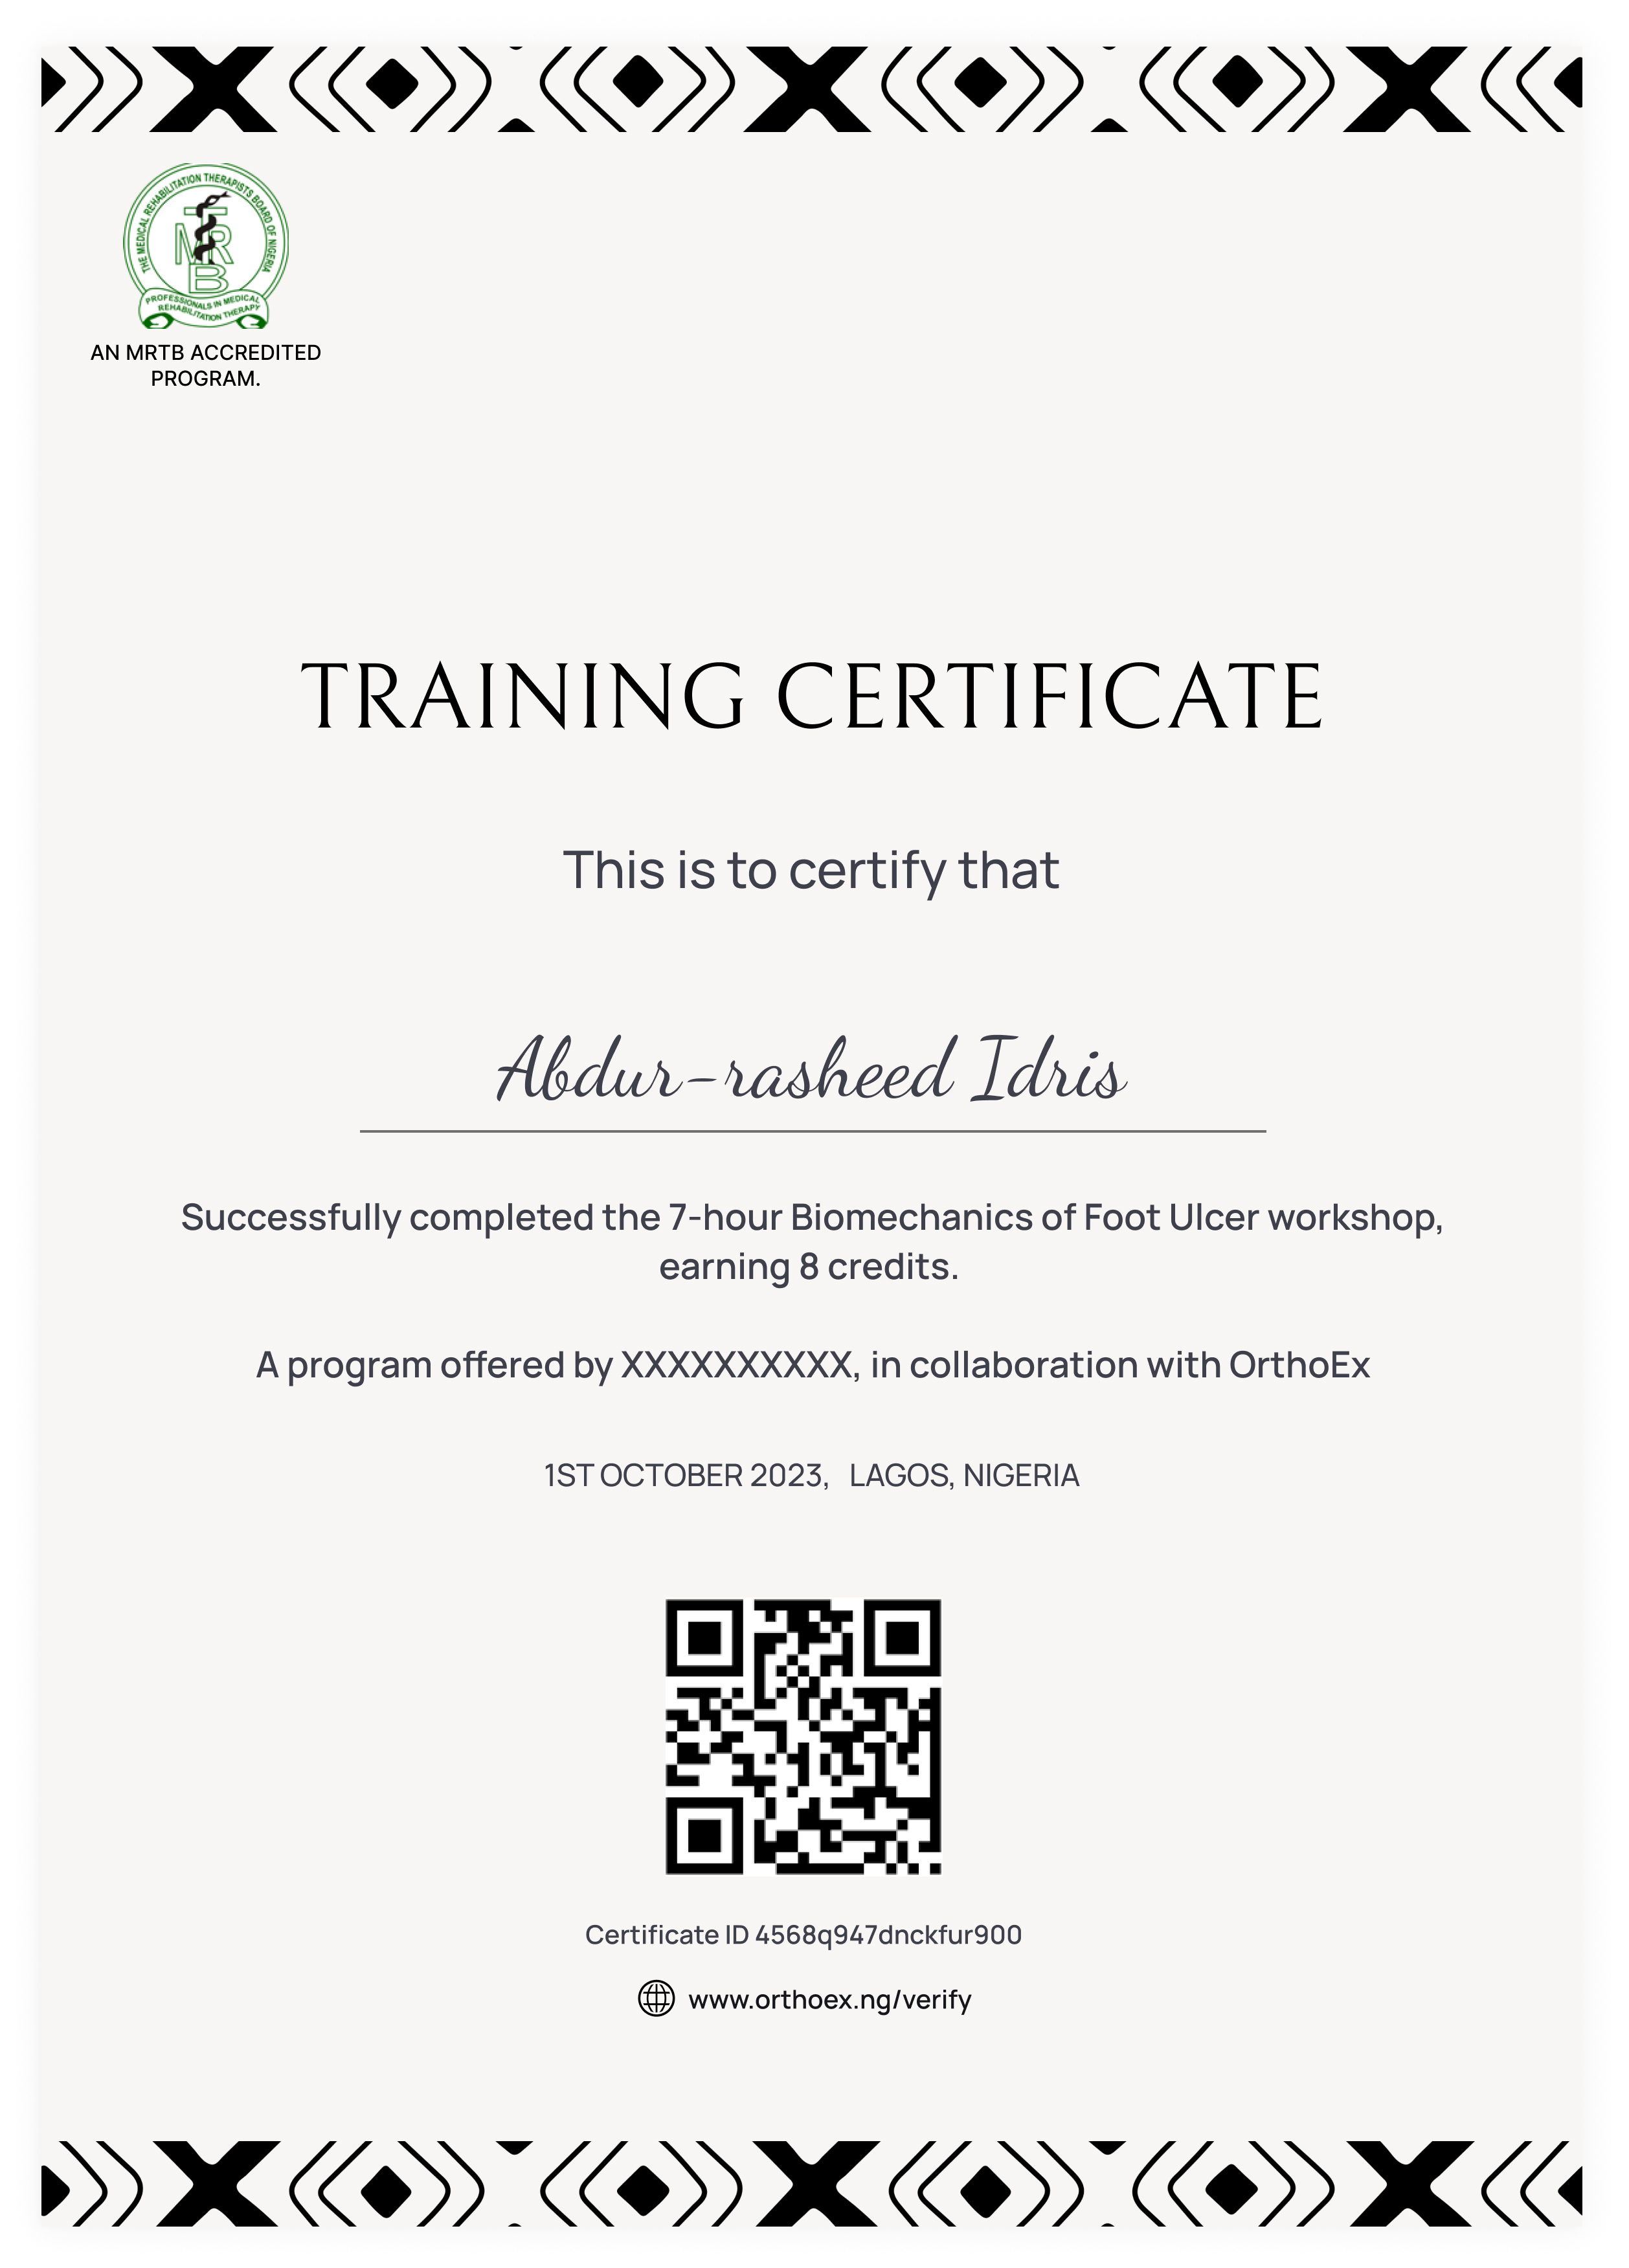 THE MEDICAL REHABILITATION THERAPISTS BOARD OF NIGERIA
T
MR
B
PROFESSIONALS IN MEDICAL
REHABILITATION THERAPY
AN MRTB ACCREDITED
PROGRAM.
TRAINING CERTIFICATE
This is to certify that
Abdur-rasheed Idris
Successfully completed the 7-hour Biomechanics of Foot Ulcer workshop,
earning 8 credits.
A program offered by XXXXXXXXXX, in collaboration with OrthoEx
1ST OCTOBER 2023, LAGOS, NIGERIA
Certificate ID 4568q947dnckfur900
www.orthoex.ng/verify